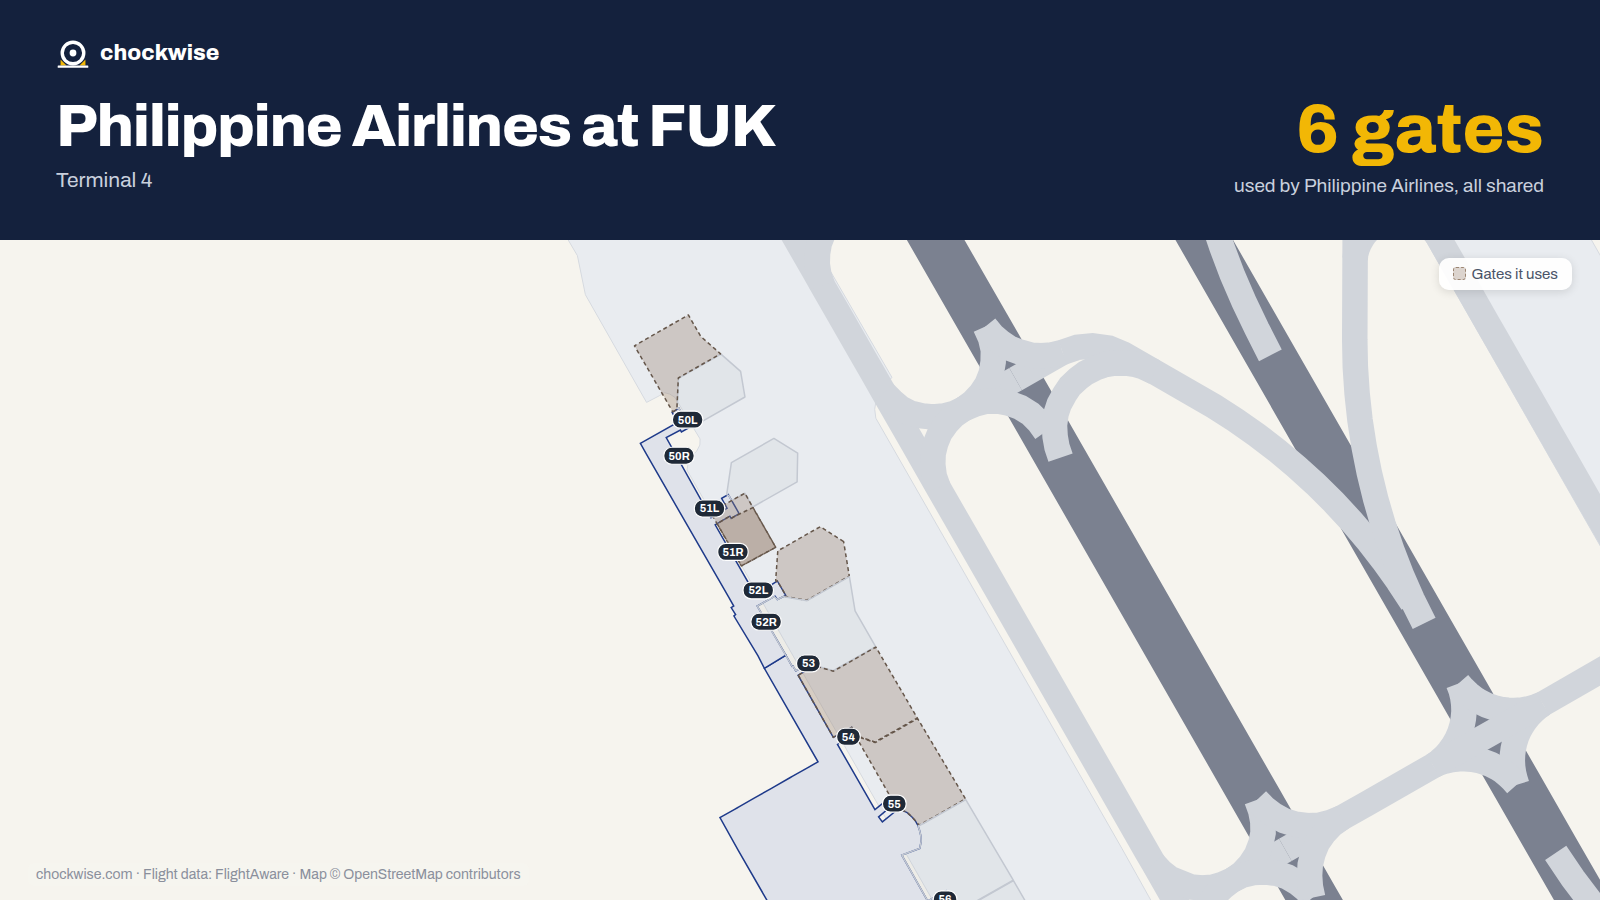 chockwise
Philippine Airlines at FUK
Terminal 4
6 gates
used by Philippine Airlines, all shared
Gates it uses
50L
50R
51L
51R
52L
52R
53
54
55
56
chockwise.com · Flight data: FlightAware · Map © OpenStreetMap contributors